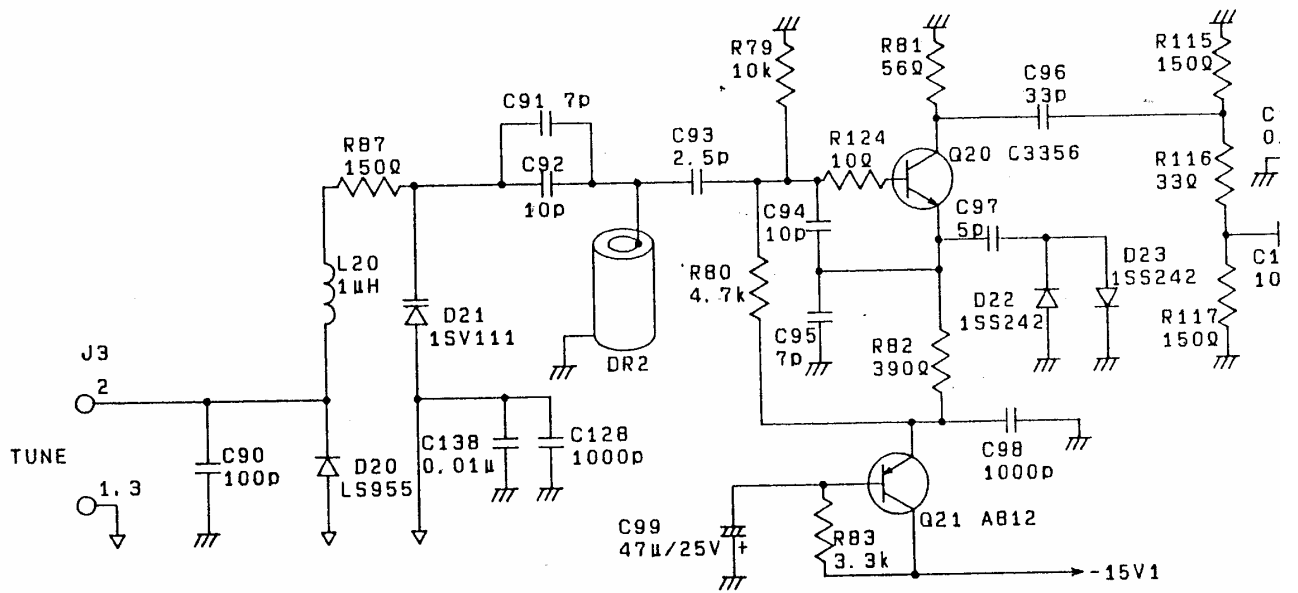 R79
10k
R81
56Ω
R115
150Ω
C91 7p
C96
33p
R87
150Ω
C92
10p
C93
2.5p
R124
10Ω
Q20 C3356
R116
33Ω
C
0.
C94
10p
C97
5p
L20
1μH
R80
4.7k
D23
1SS242
C1
10
D21
1SV111
D22
1SS242
R117
150Ω
J3
2
DR2
C95
7p
R82
390Ω
TUNE
C90
100p
D20
LS955
C138
0.01μ
C128
1000p
C98
1000p
1.3
Q21 A812
C99
47μ/25V
+
R83
3.3k
-15V1